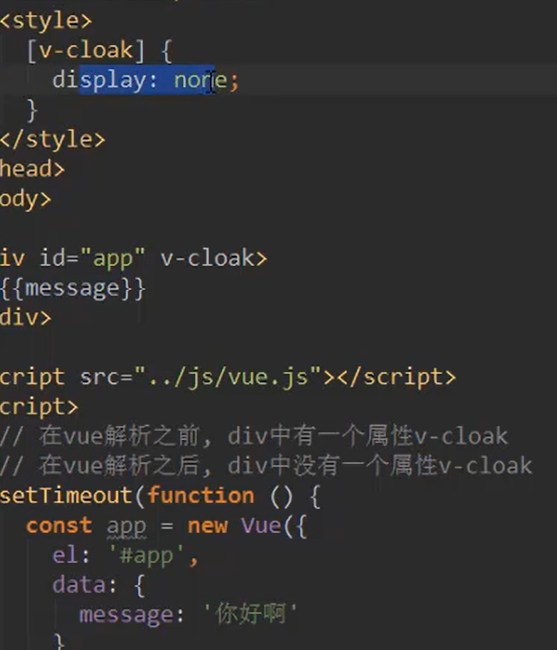 <style>
[v-cloak] {
display: none;
}
</style>
head>
ody>
iv id="app" v-cloak>
{{message}}
div>
cript src="../js/vue.js"></script>
cript>
// 在vue解析之前, div中有一个属性v-cloak
// 在vue解析之后, div中没有一个属性v-cloak
setTimeout(function () {
const app = new Vue({
el: '#app',
data: {
message: '你好啊'
}